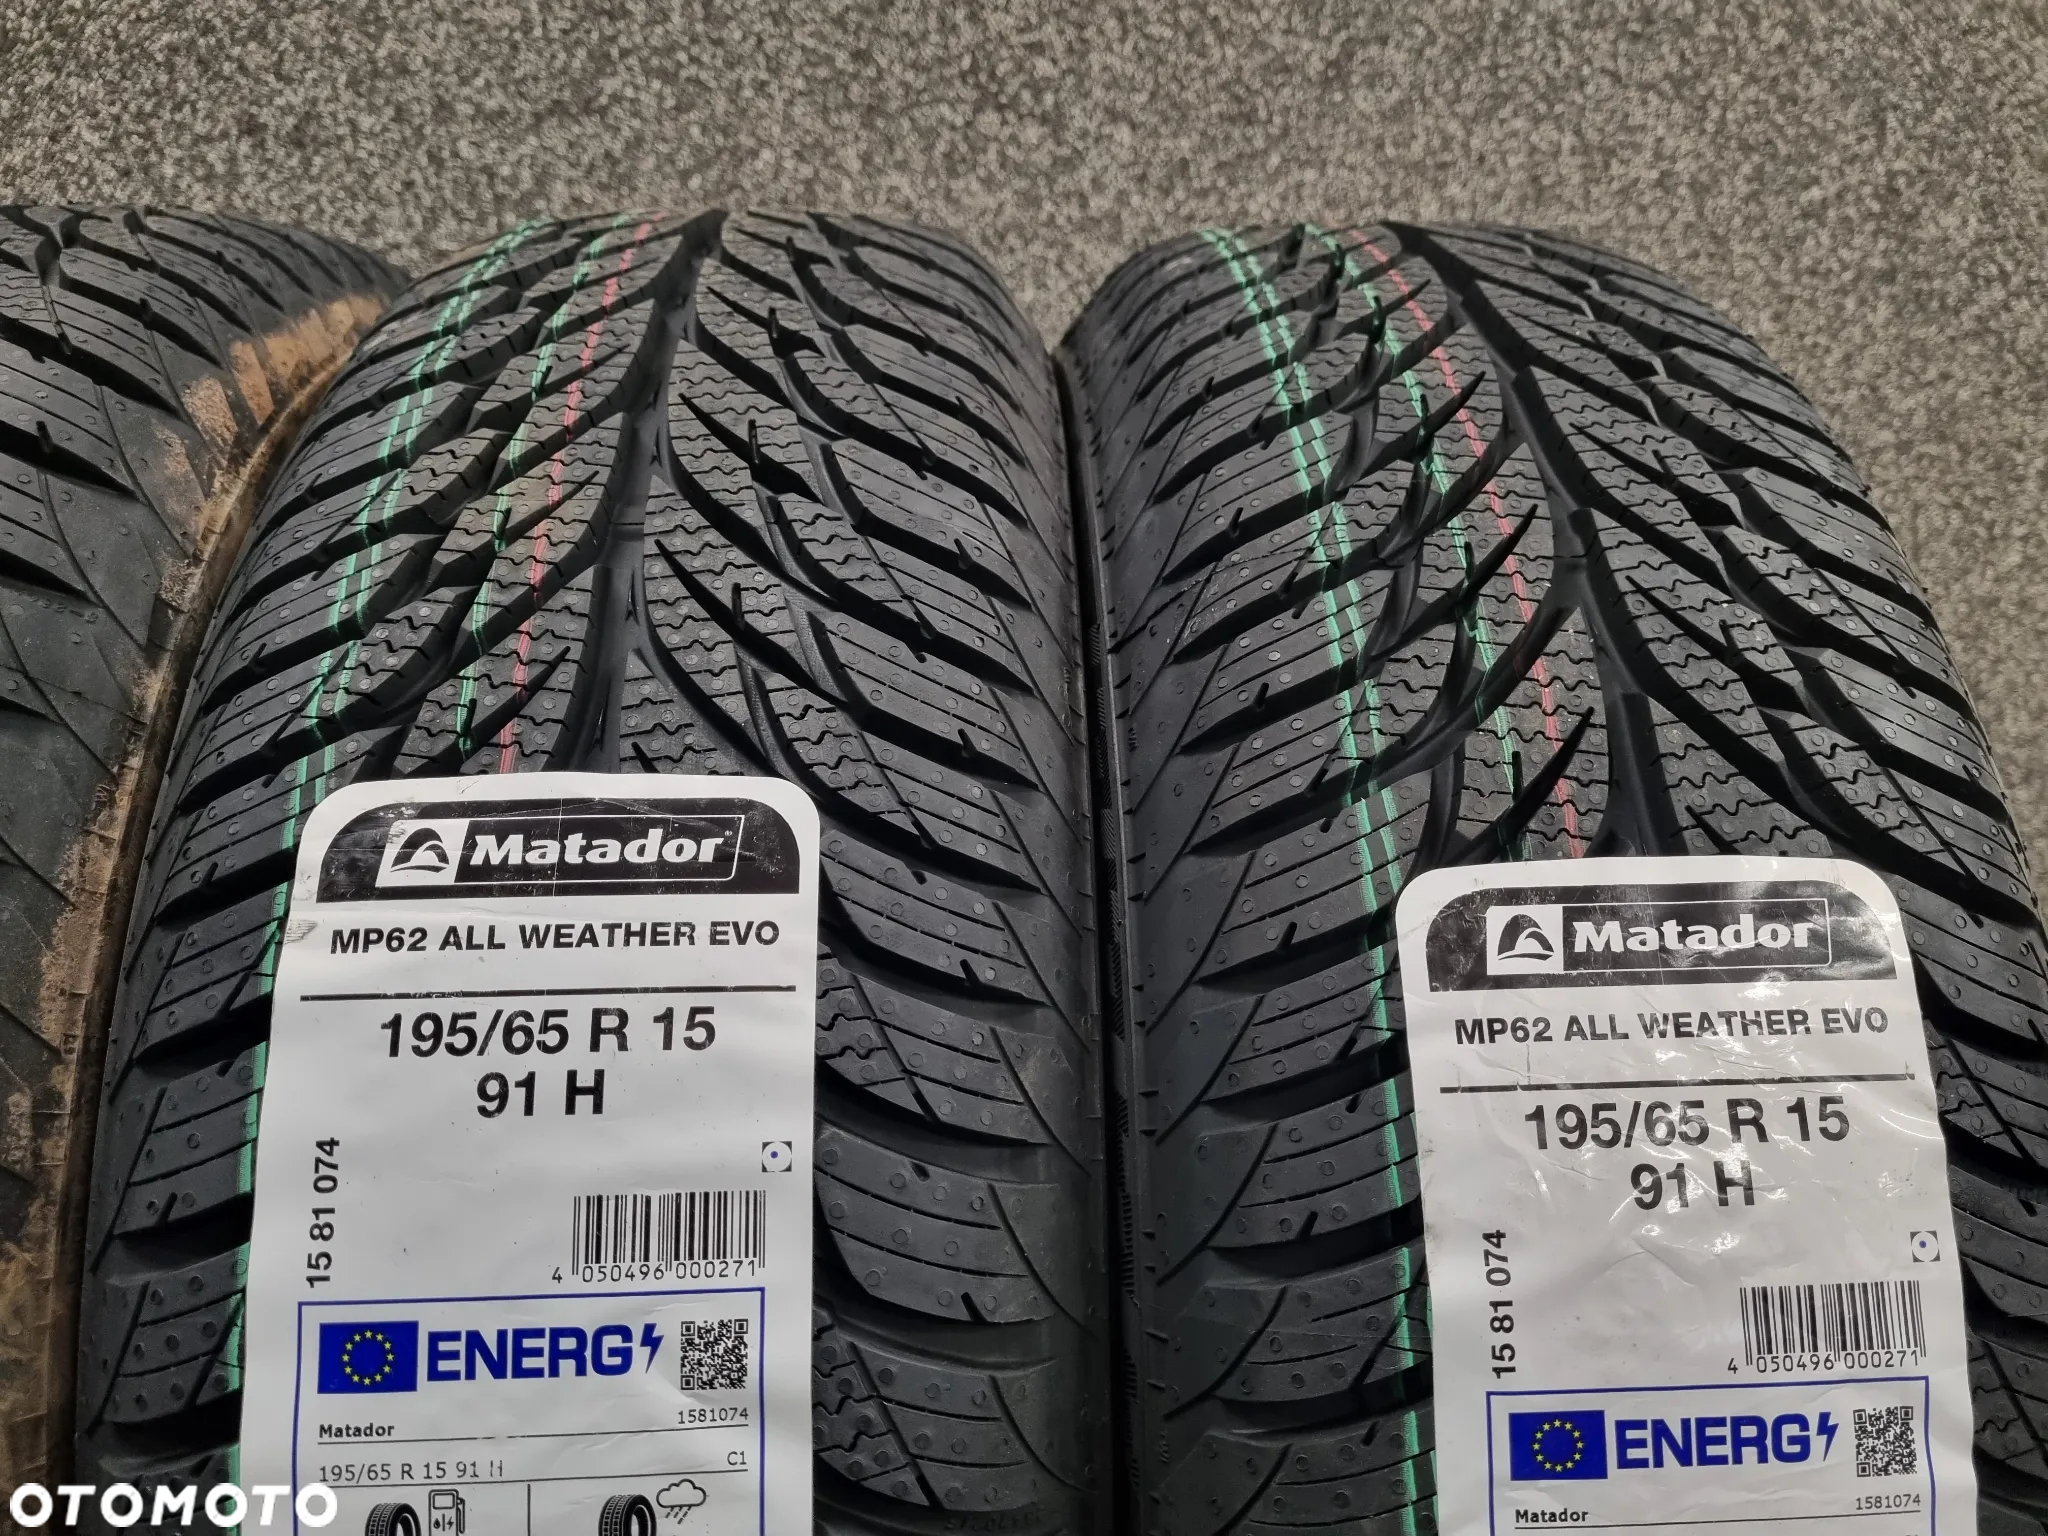 Matador
MP62 ALL WEATHER EVO
195/65 R 15
91 H
15 81 074
4 050496 000271
ENERG
Matador
1581074
195/65 R 15 91 H
C1
Matador
MP62 ALL WEATHER EVO
195/65 R 15
91 H
15 81 074
4 050496 000271
ENERG
Matador
1581074
OTOMOTO